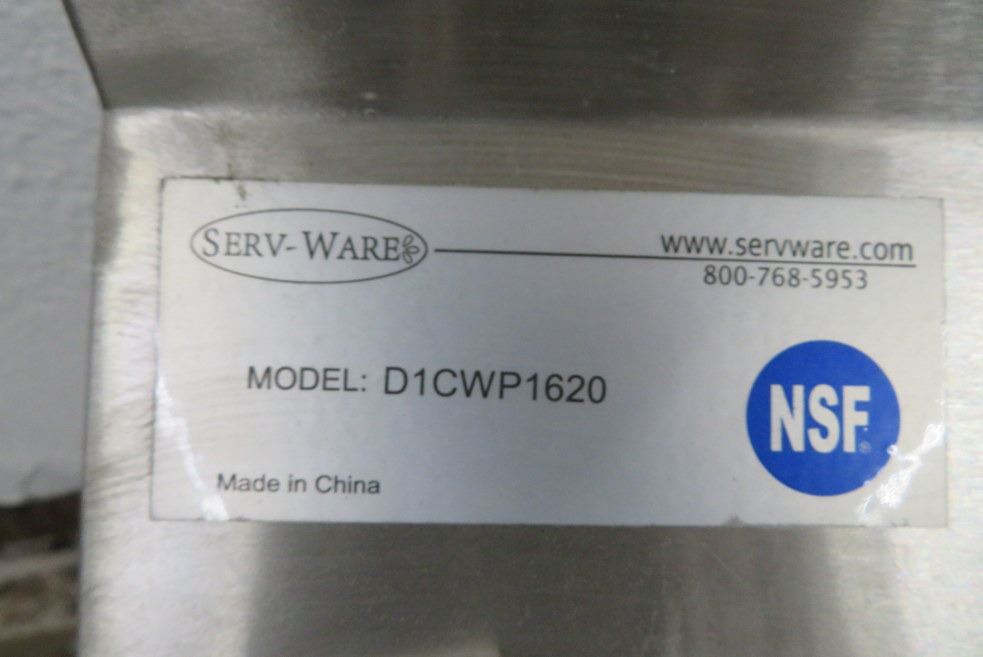 SERV-WARE
www.servware.com
800-768-5953
MODEL: D1CWP1620
NSF®
Made in China